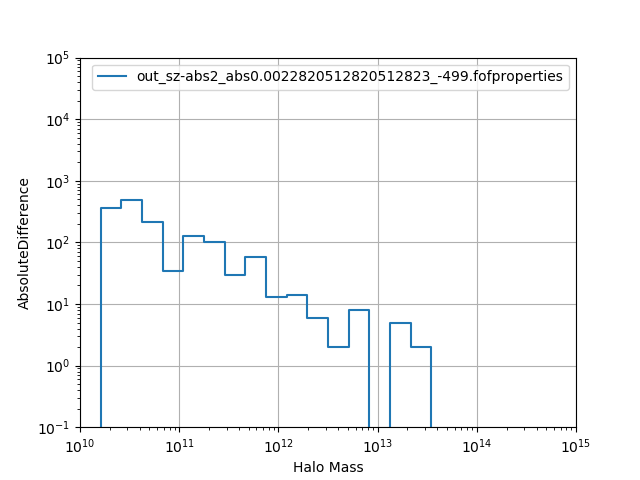 out_sz-abs2_abs0.0022820512820512823_-499.fofproperties
10^5
10^4
10^3
10^2
10^1
10^0
10^-1
AbsoluteDifference
10^10 10^11 10^12 10^13 10^14 10^15
Halo Mass